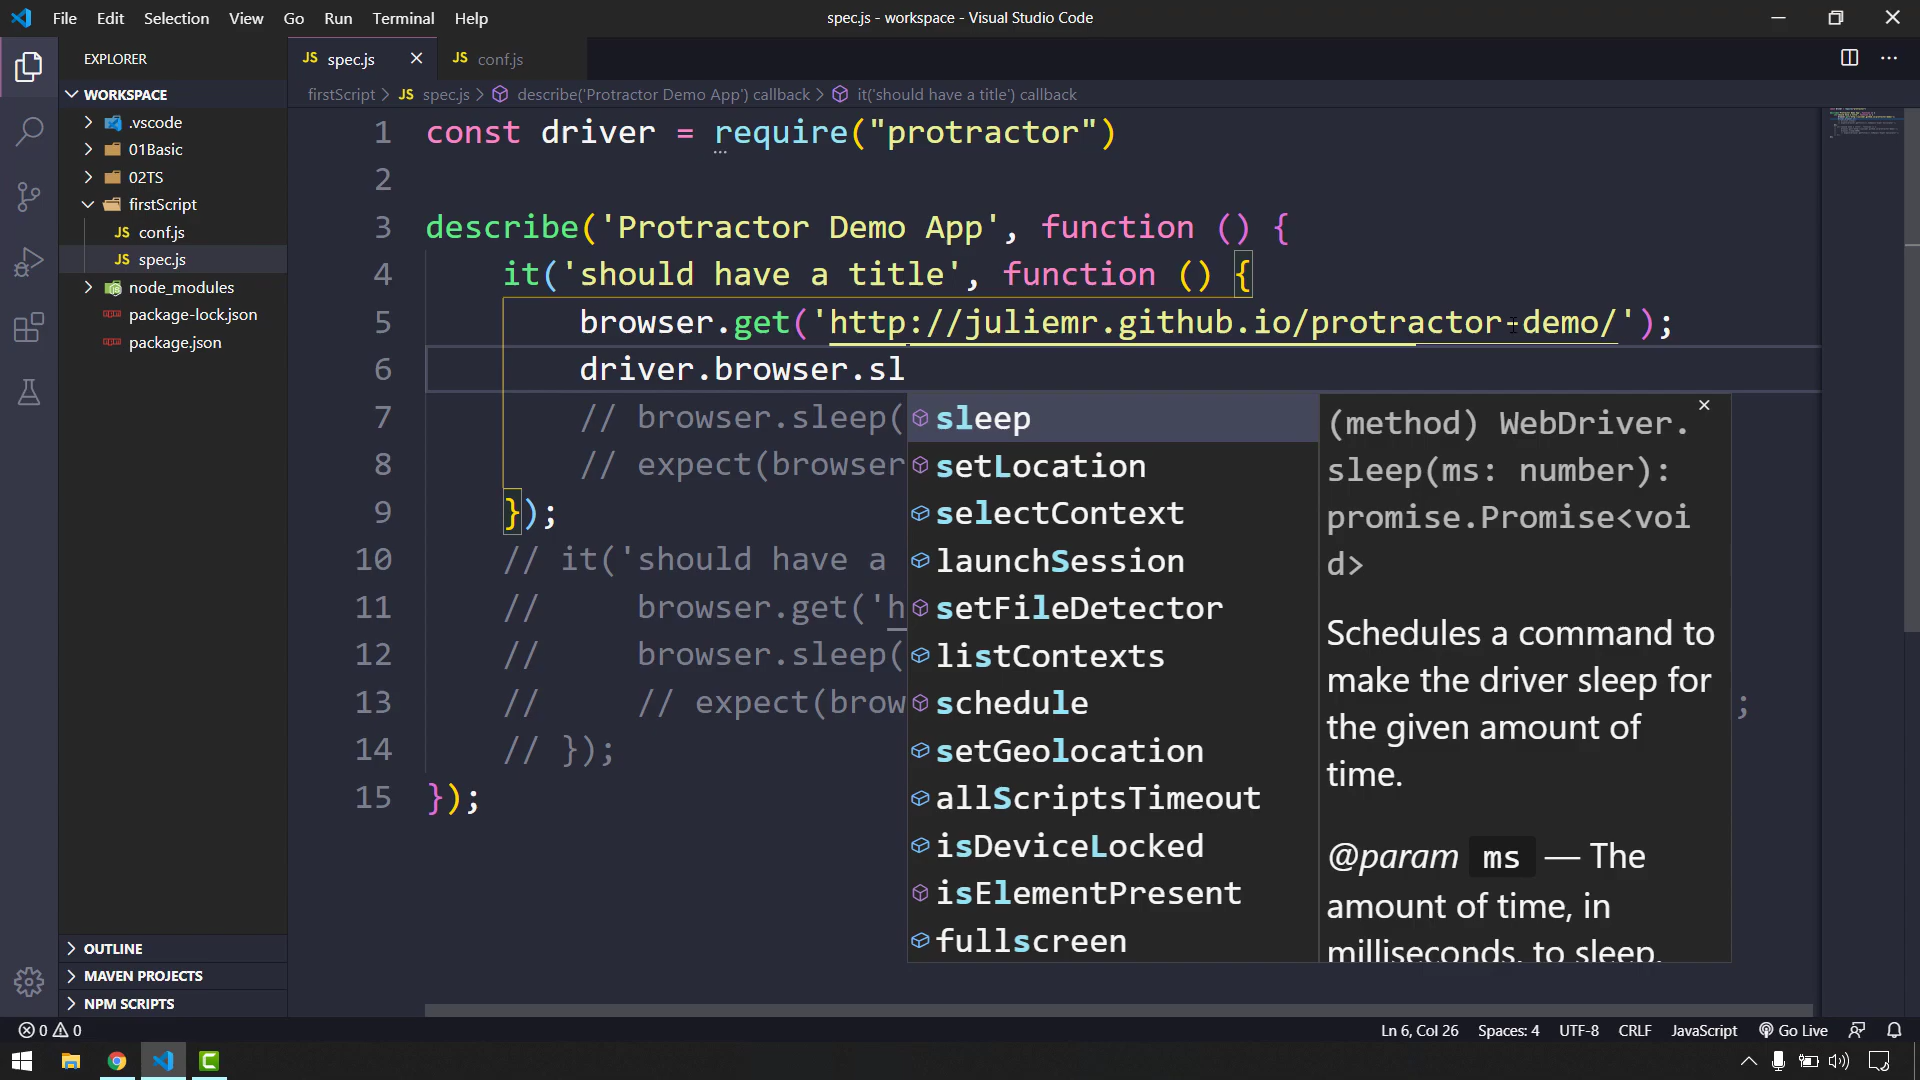 File Edit Selection View Go Run Terminal Help
spec.js - workspace - Visual Studio Code
EXPLORER
WORKSPACE
.vscode
01Basic
02TS
firstScript
JS conf.js
JS spec.js
node_modules
package-lock.json
package.json
OUTLINE
MAVEN PROJECTS
NPM SCRIPTS
JS spec.js
JS conf.js
firstScript > JS spec.js > describe('Protractor Demo App') callback > it('should have a title') callback
1 const driver = require("protractor")
2
3 describe('Protractor Demo App', function () {
4 it('should have a title', function () {
5 browser.get('http://juliemr.github.io/protractor-demo/');
6 driver.browser.sl
7 // browser.sleep(
8 // expect(browser
9 });
10 // it('should have a
11 // browser.get('h
12 // browser.sleep(
13 // // expect(brow ;
14 // });
15 });
sleep
setLocation
selectContext
launchSession
setFileDetector
listContexts
schedule
setGeolocation
allScriptsTimeout
isDeviceLocked
isElementPresent
fullscreen
(method) WebDriver.
sleep(ms: number):
promise.Promise<voi
d>
Schedules a command to
make the driver sleep for
the given amount of
time.
@param ms — The
amount of time, in
milliseconds, to sleep.
0 0
Ln 6, Col 26 Spaces: 4 UTF-8 CRLF JavaScript Go Live